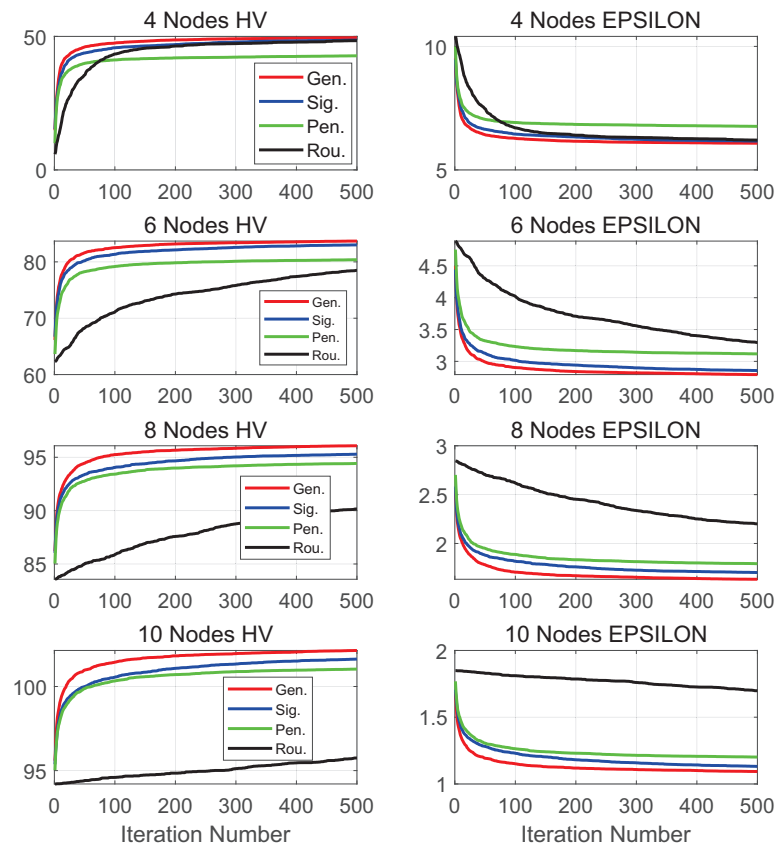 4 Nodes HV
50
0
0 100 200 300 400 500
Gen.
Sig.
Pen.
Rou.
4 Nodes EPSILON
10
5
0 100 200 300 400 500
6 Nodes HV
80
70
60
0 100 200 300 400 500
Gen.
Sig.
Pen.
Rou.
6 Nodes EPSILON
4.5
4
3.5
3
0 100 200 300 400 500
8 Nodes HV
95
90
85
0 100 200 300 400 500
Gen.
Sig.
Pen.
Rou.
8 Nodes EPSILON
3
2.5
2
0 100 200 300 400 500
10 Nodes HV
100
95
0 100 200 300 400 500
Gen.
Sig.
Pen.
Rou.
Iteration Number
10 Nodes EPSILON
2
1.5
1
0 100 200 300 400 500
Iteration Number